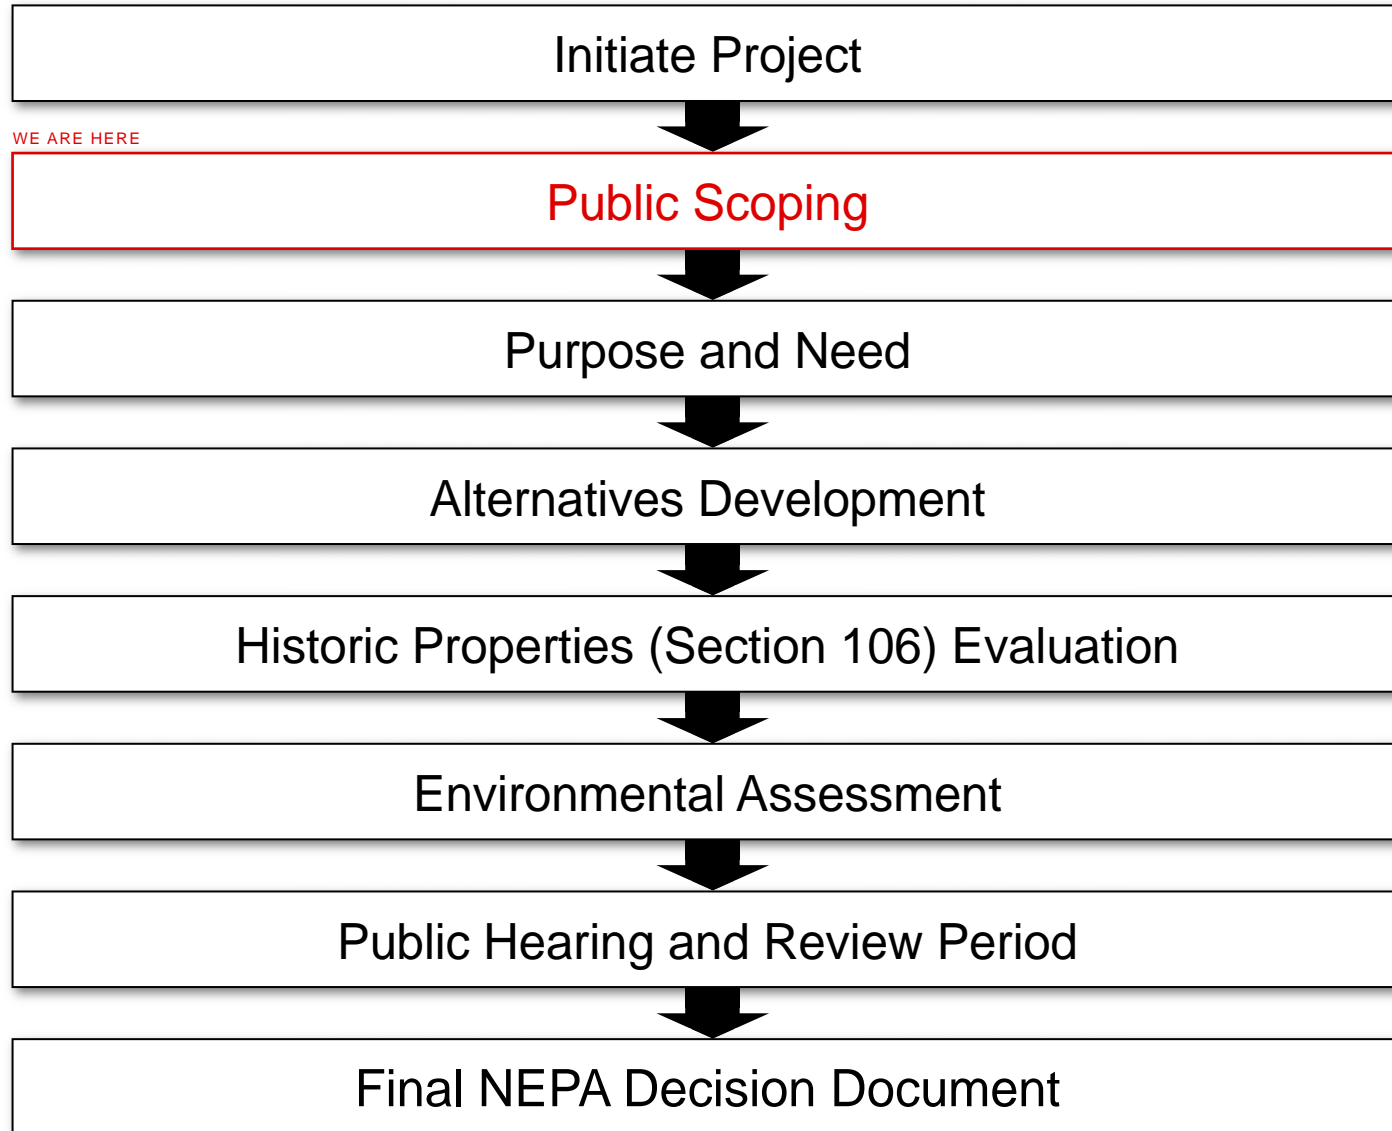 Initiate Project
WE ARE HERE
Public Scoping
Purpose and Need
Alternatives Development
Historic Properties (Section 106) Evaluation
Environmental Assessment
Public Hearing and Review Period
Final NEPA Decision Document